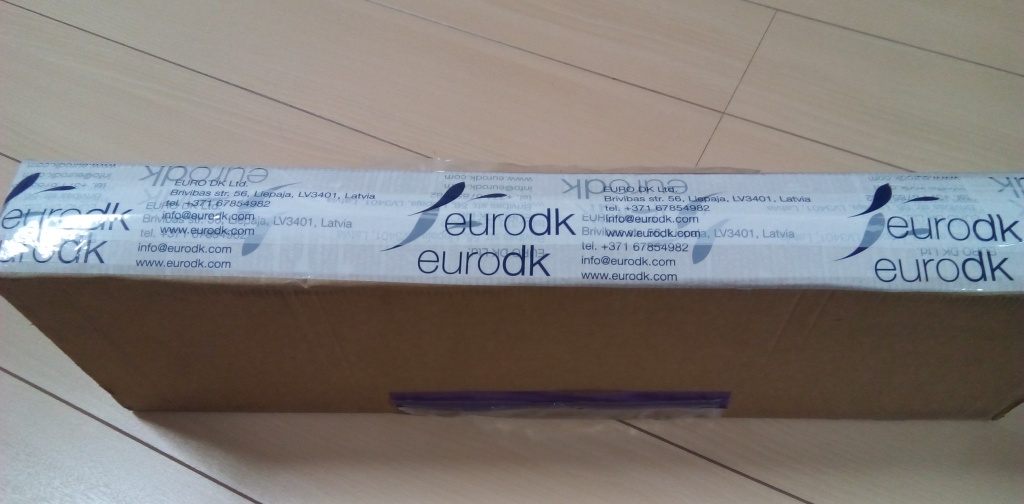 EURO DK Ltd.
Brivibas str. 56, Liepaja, LV3401, Latvia
tel. +371 67854982
info@eurodk.com
www.eurodk.com
eurodk
Brivibas str. 56, Liepaja, LV3401, Latvia
info@eurodk.com
www.eurodk.com
eurodk
eurodk
eurodk
EURO DK Ltd.
Brivibas str. 56, Liepaja, LV3401, Latvia
tel. +371 67854982
info@eurodk.com
www.eurodk.com
LV3401, Latvia
tel. +371 67854982
info@eurodk.com
www.eurodk.com
eurodk
eurodk